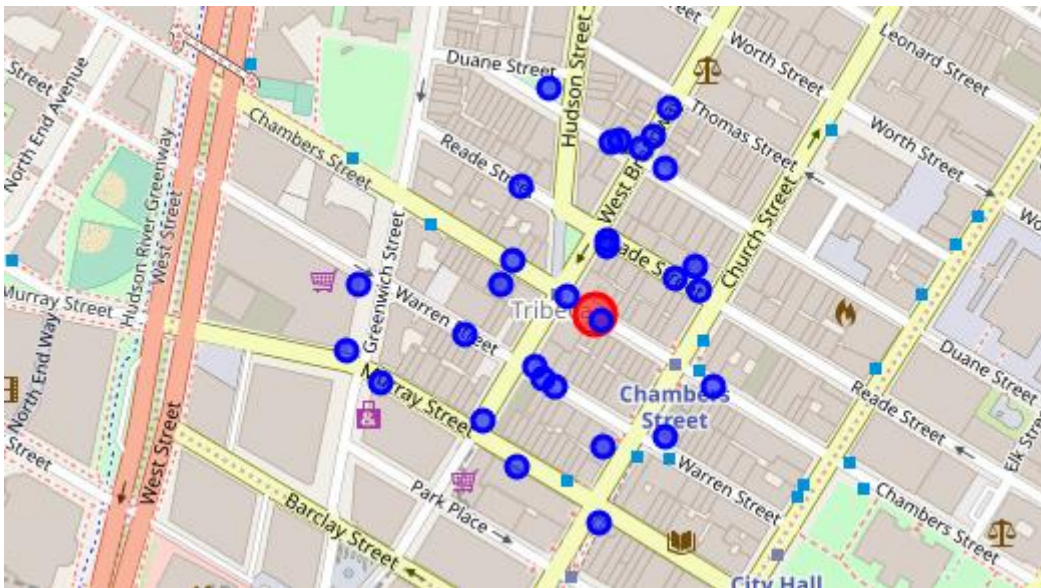 Leonard Street
Duane Street
Hudson Street
Worth Street
Street
North End Avenue
Thomas Street
Worth Street
Chambers Street
Reade
West
Church Street
Hudson River Greenway
West Street
Greenwich Street
Murray Street
Warren
Street
North End Way
West Street
Murray Street
Chambers
Street
Duane Street
Reade Street
Elk
Street
Warren Street
Park Place
Chambers Street
Barclay Street
City Hall